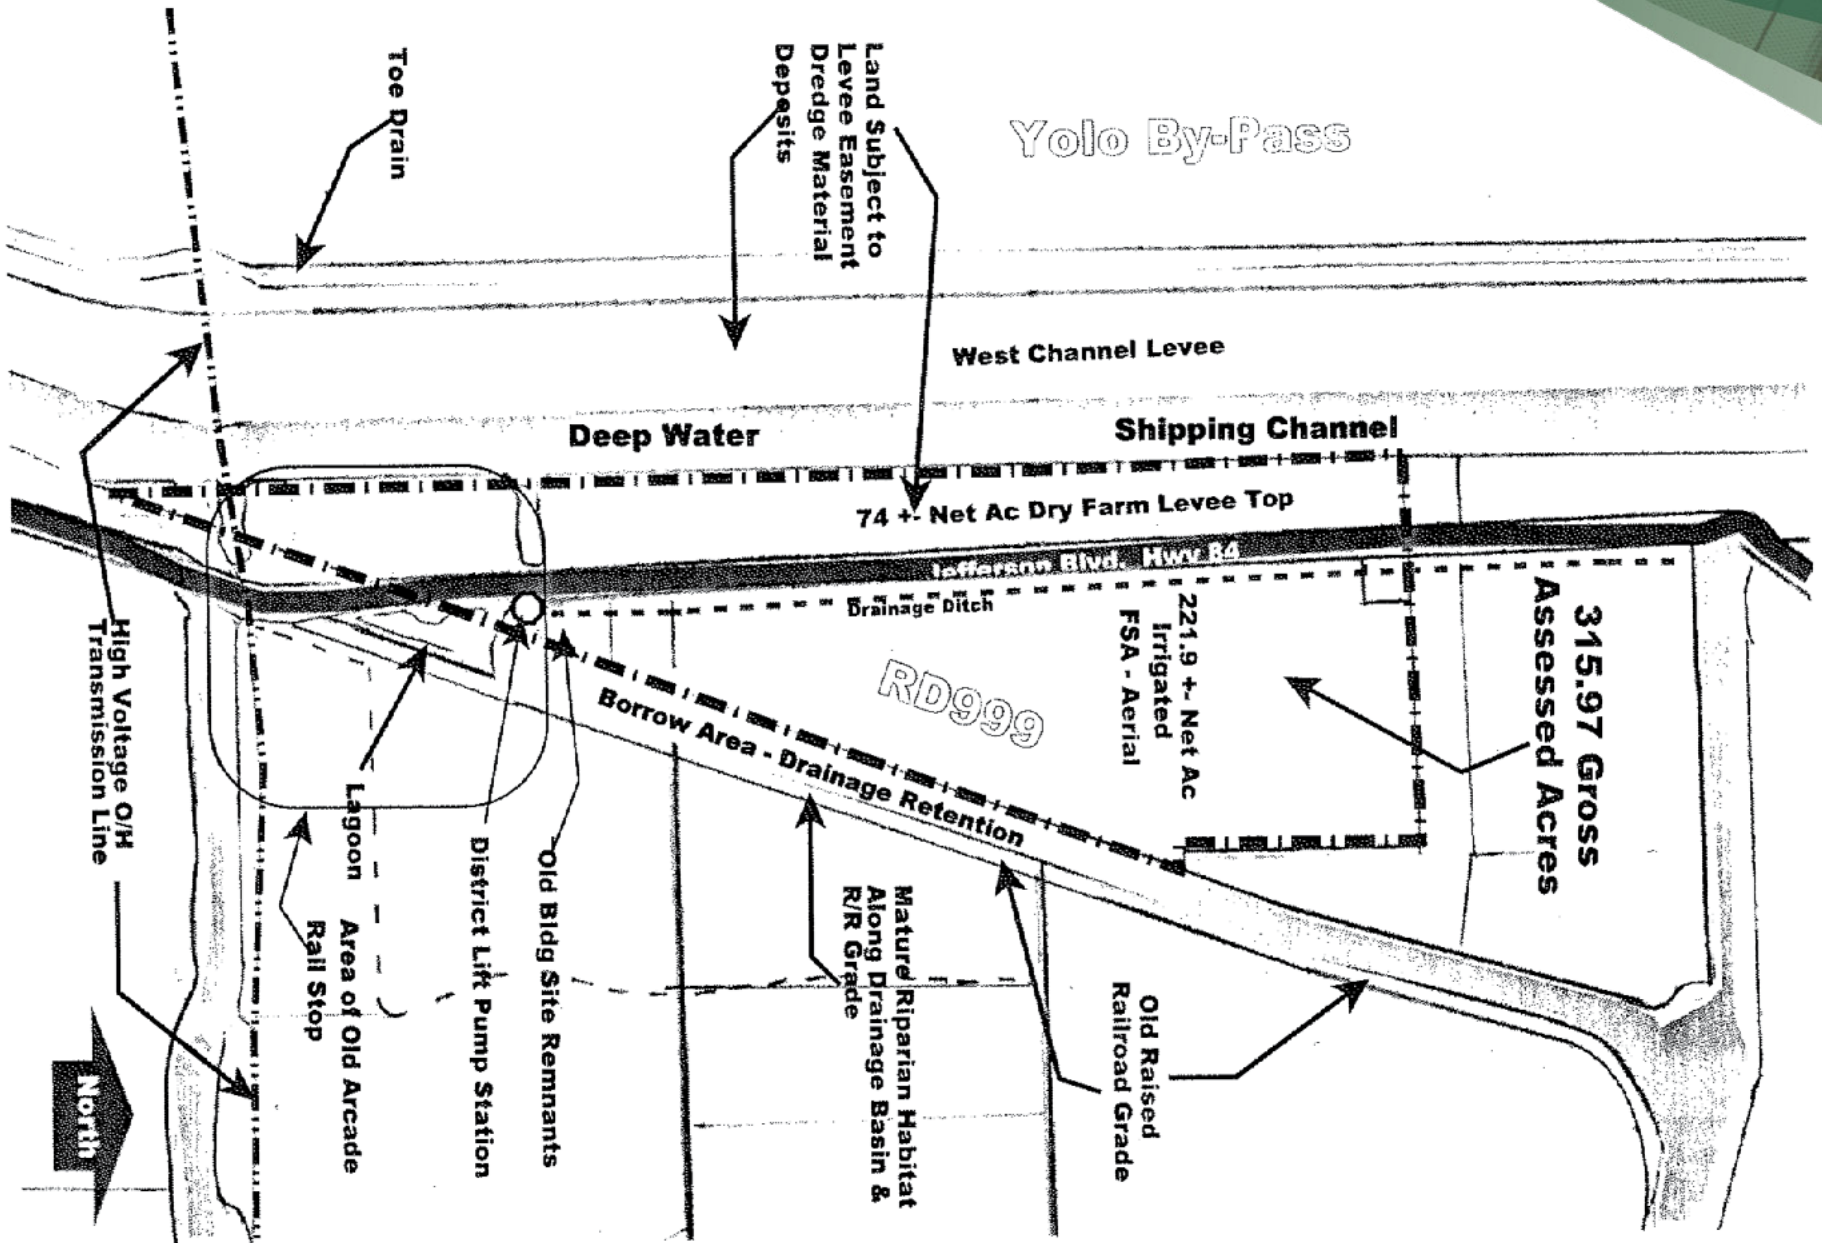 Toe Drain
Land Subject to
Levee Easement
Dredge Material
Deposits
Yolo By-Pass
West Channel Levee
Deep Water
Shipping Channel
74 +- Net Ac Dry Farm Levee Top
Jefferson Blvd. Hwy 84
Drainage Ditch
221.9 +- Net Ac
Irrigated
FSA - Aerial
315.97 Gross
Assessed Acres
RD999
Borrow Area - Drainage Retention
High Voltage O/H
Transmission Line
Lagoon
Area of Old Arcade
Rail Stop
District Lift Pump Station
Old Bldg Site Remnants
Mature Riparian Habitat
Along Drainage Basin &
R/R Grade
Old Raised
Railroad Grade
North